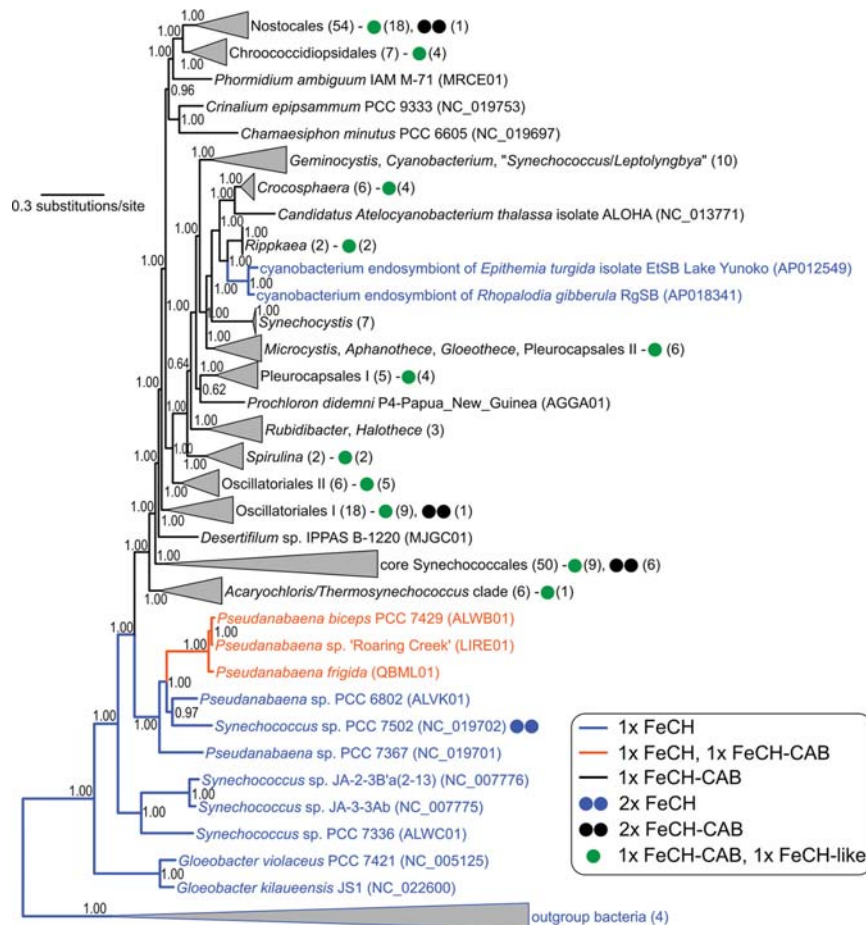 1.00
Nostocales (54) - (18), (1)
1.00
1.00
1.00
Chroococcidiopsidales (7) - (4)
1.00
Phormidium ambiguum IAM M-71 (MRCE01)
0.96
Crinalium epipsammum PCC 9333 (NC_019753)
1.00
Chamaesiphon minutus PCC 6605 (NC_019697)
1.00
1.00
Geminocystis, Cyanobacterium, "Synechococcus/Leptolyngbya" (10)
1.00
1.00
Crocosphaera (6) - (4)
0.3 substitutions/site
1.00
Candidatus Atelocyanobacterium thalassa isolate ALOHA (NC_013771)
1.00
1.00
1.00
Rippkaea (2) - (2)
1.00
1.00
cyanobacterium endosymbiont of Epithemia turgida isolate EtSB Lake Yunoko (AP012549)
1.00
1.00
cyanobacterium endosymbiont of Rhopalodia gibberula RgSB (AP018341)
1.00
1.00
Synechocystis (7)
1.00
Microcystis, Aphanothece, Gloeothece, Pleurocapsales II - (6)
0.64
1.00
Pleurocapsales I (5) - (4)
0.62
Prochloron didemni P4-Papua_New_Guinea (AGGA01)
1.00
1.00
Rubidibacter, Halothece (3)
1.00
1.00
Spirulina (2) - (2)
1.00
1.00
Oscillatoriales II (6) - (5)
1.00
1.00
Oscillatoriales I (18) - (9), (1)
1.00
Desertifilum sp. IPPAS B-1220 (MJGC01)
1.00
1.00
core Synechococcales (50) - (9), (6)
1.00
Acaryochloris/Thermosynechococcus clade (6) - (1)
1.00
Pseudanabaena biceps PCC 7429 (ALWB01)
1.00
1.00
1.00
Pseudanabaena sp. 'Roaring Creek' (LIRE01)
Pseudanabaena frigida (QBML01)
1.00
Pseudanabaena sp. PCC 6802 (ALVK01)
0.97
1.00
1.00
Synechococcus sp. PCC 7502 (NC_019702)
Pseudanabaena sp. PCC 7367 (NC_019701)
Synechococcus sp. JA-2-3B'a(2-13) (NC_007776)
1.00
1.00
1.00
Synechococcus sp. JA-3-3Ab (NC_007775)
Synechococcus sp. PCC 7336 (ALWC01)
Gloeobacter violaceus PCC 7421 (NC_005125)
1.00
Gloeobacter kilaueensis JS1 (NC_022600)
1.00
outgroup bacteria (4)
1x FeCH
1x FeCH, 1x FeCH-CAB
1x FeCH-CAB
2x FeCH
2x FeCH-CAB
1x FeCH-CAB, 1x FeCH-like